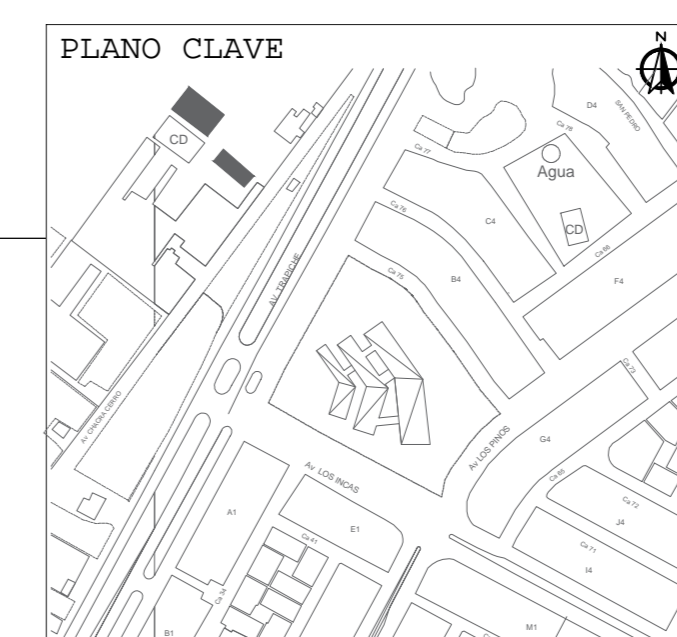 PLANO CLAVE
N
D4
SAN PEDRO
CD
Ca 78
Ca 77
Agua
Ca 76
C4
CD
Ca 66
AV. TRAPICHE
Ca 75
B4
F4
Ca 73
Av CHACRA CERRO
Av LOS PINOS
G4
Av LOS INCAS
Ca 65
Ca 72
A1
E1
J4
Ca 41
Ca 71
I4
Ca 34
B1
M1